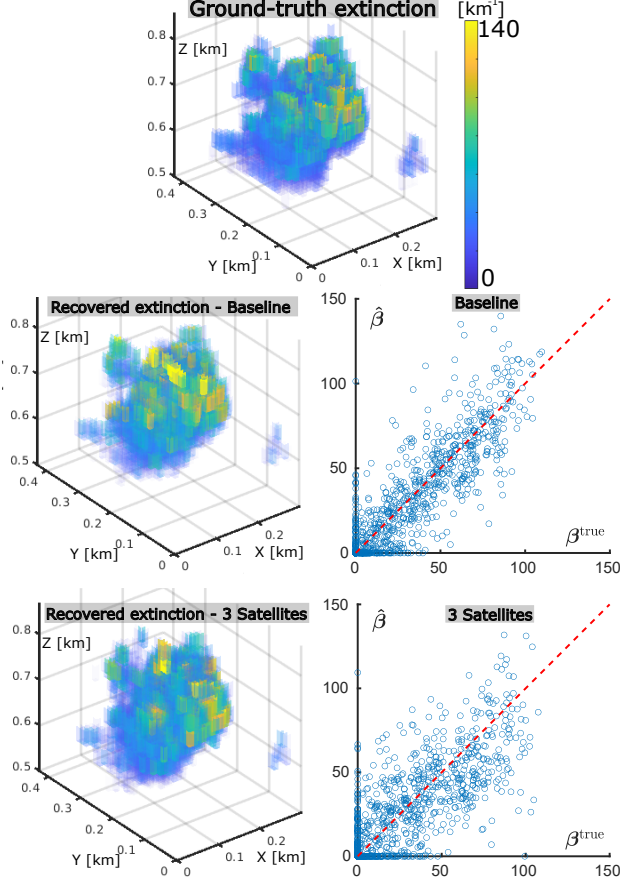 Ground-truth extinction
[km⁻¹]
140
0
Z [km]
0.8
0.7
0.6
0.5
0.4
0.3
0.2
0.1
0
Y [km]
0
0.1
0.2
X [km]
Recovered extinction - Baseline
Z [km]
0.8
0.7
0.6
0.5
0.4
0.3
0.2
0.1
0
Y [km]
0
0.1
0.2
X [km]
Baseline
β̂
150
100
50
0
0
50
100
150
β^true
Recovered extinction - 3 Satellites
Z [km]
0.8
0.7
0.6
0.5
0.4
0.3
0.2
0.1
0
Y [km]
0.1
0.2
X [km]
3 Satellites
β̂
150
100
50
0
0
50
100
150
β^true